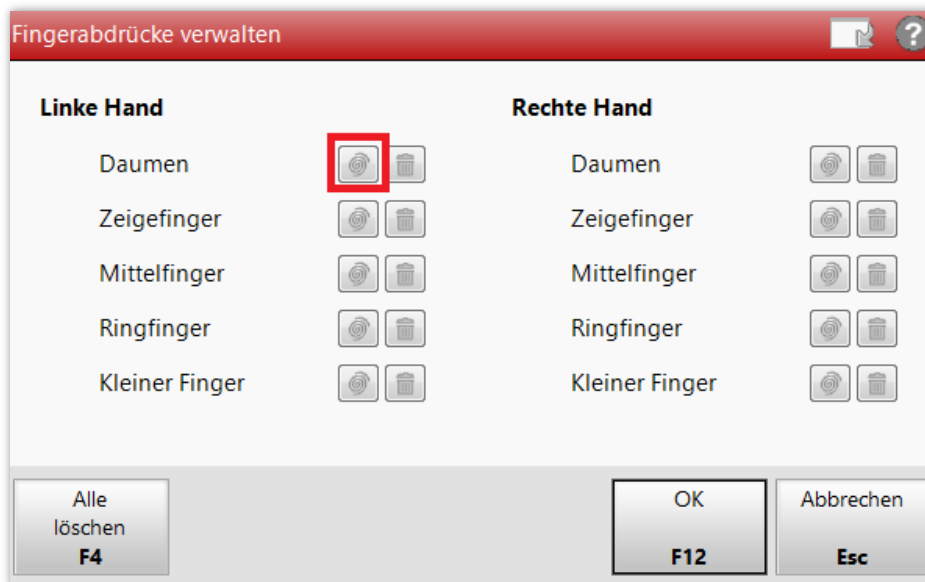 Fingerabdrücke verwalten
?
Linke Hand
Daumen
Zeigefinger
Mittelfinger
Ringfinger
Kleiner Finger
Rechte Hand
Daumen
Zeigefinger
Mittelfinger
Ringfinger
Kleiner Finger
Alle
löschen
F4
OK
F12
Abbrechen
Esc